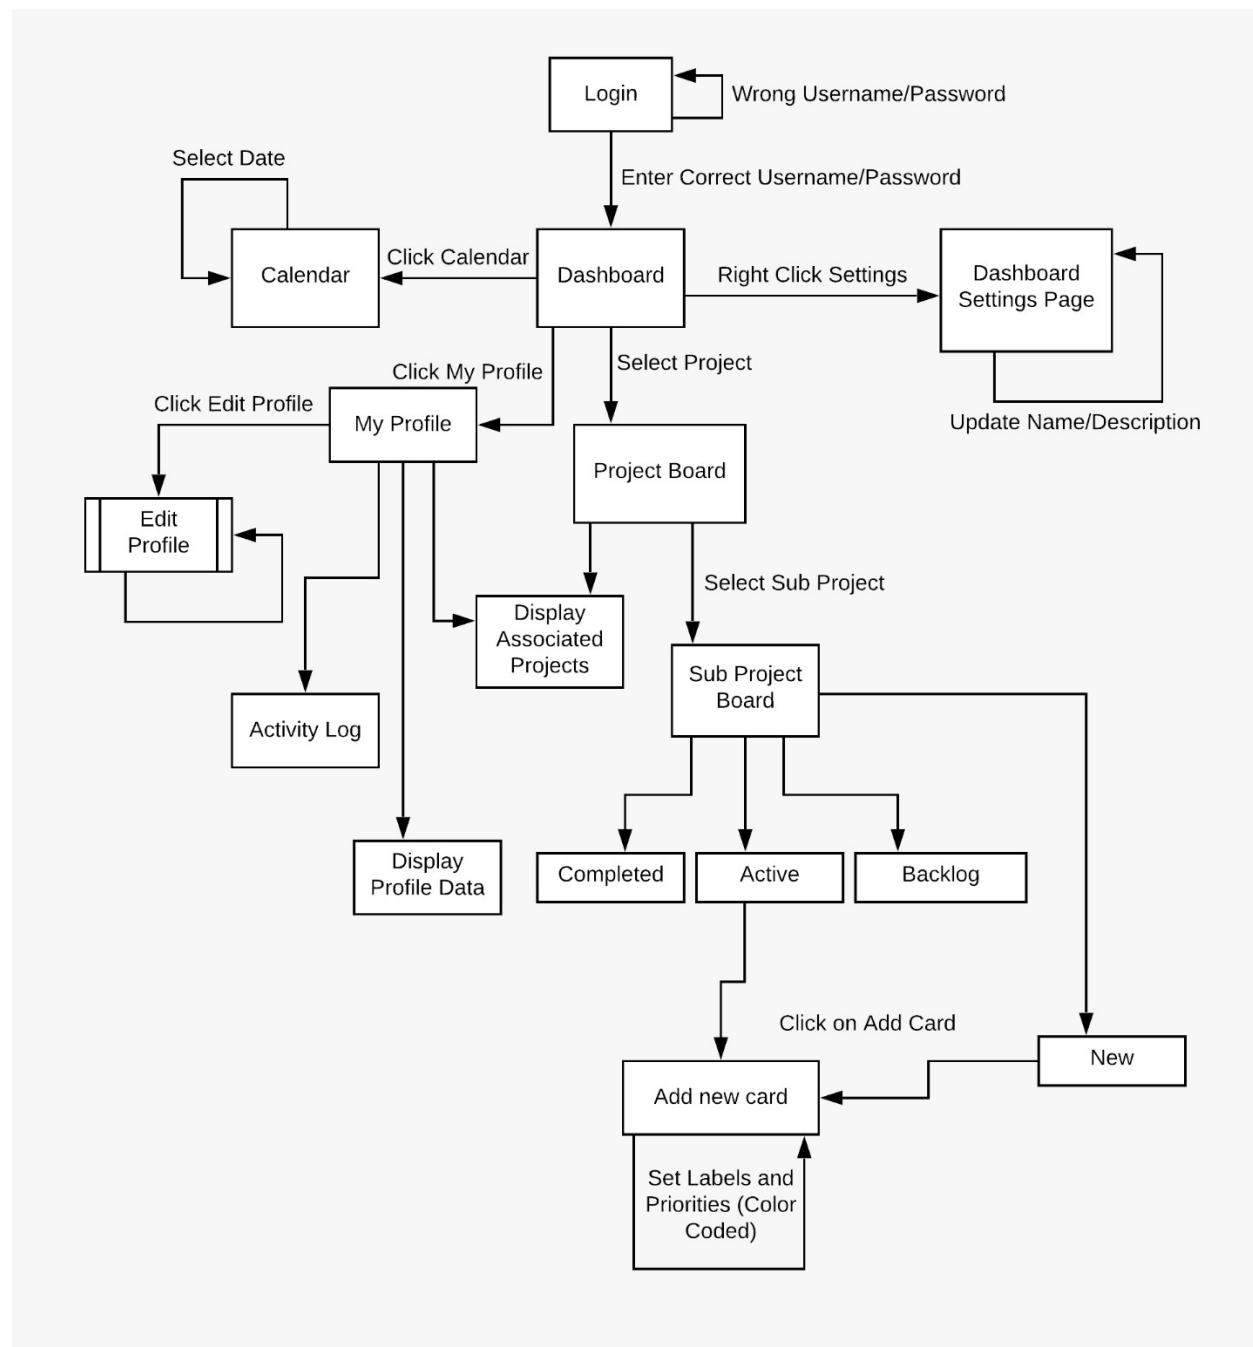 Login
Wrong Username/Password
Select Date
Enter Correct Username/Password
Calendar
Click Calendar
Dashboard
Right Click Settings
Dashboard
Settings Page
Click My Profile
Select Project
Click Edit Profile
My Profile
Update Name/Description
Project Board
Edit
Profile
Select Sub Project
Display
Associated
Projects
Sub Project
Board
Activity Log
Display
Profile Data
Completed
Active
Backlog
Click on Add Card
New
Add new card
Set Labels and
Priorities (Color
Coded)